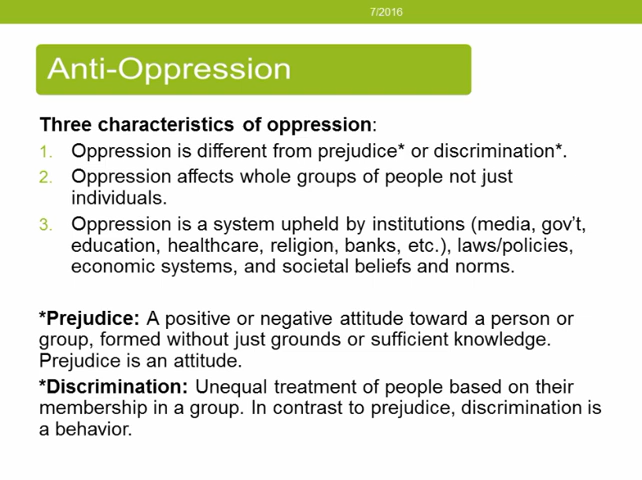 7/2016
Anti-Oppression
Three characteristics of oppression:
1. Oppression is different from prejudice* or discrimination*.
2. Oppression affects whole groups of people not just
individuals.
3. Oppression is a system upheld by institutions (media, gov’t,
education, healthcare, religion, banks, etc.), laws/policies,
economic systems, and societal beliefs and norms.
*Prejudice: A positive or negative attitude toward a person or
group, formed without just grounds or sufficient knowledge.
Prejudice is an attitude.
*Discrimination: Unequal treatment of people based on their
membership in a group. In contrast to prejudice, discrimination is
a behavior.